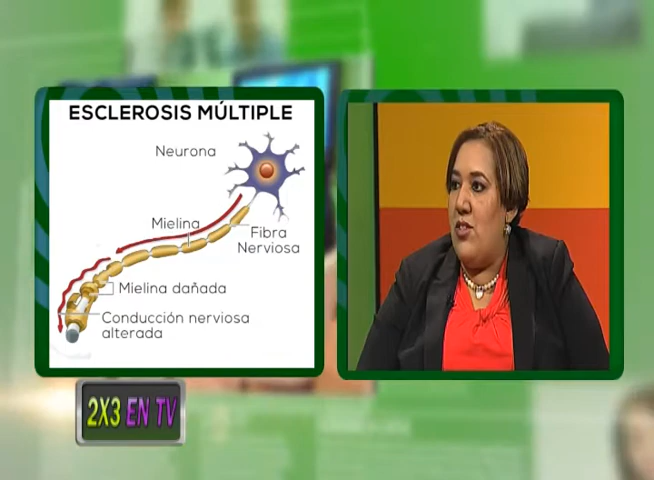 ESCLEROSIS MÚLTIPLE
Neurona
Mielina
Fibra
Nerviosa
Mielina dañada
Conducción nerviosa
alterada
2X3 EN TV